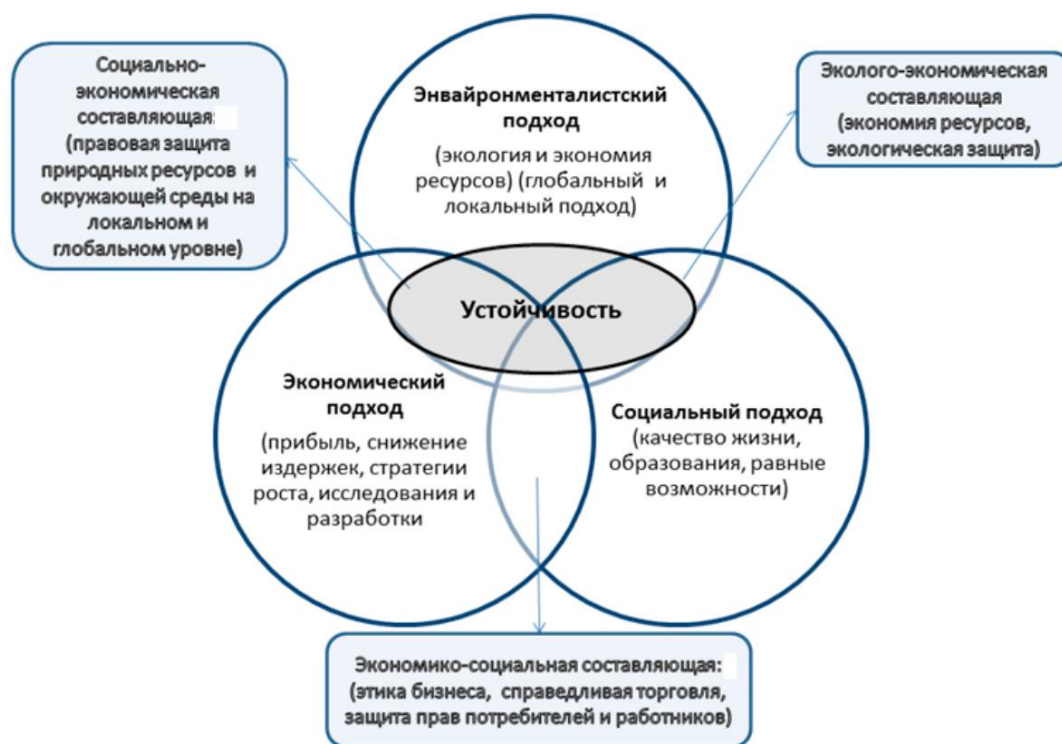 Социально-
экономическая
составляющая:
(правовая защита
природных ресурсов и
окружающей среды на
локальном и
глобальном уровне)
Энвайронменталистский
подход
(экология и экономия
ресурсов) (глобальный и
локальный подход)
Эколого-экономическая
составляющая
(экономия ресурсов,
экологическая защита)
Устойчивость
Экономический
подход
(прибыль, снижение
издержек, стратегии
роста, исследования и
разработки
Социальный подход
(качество жизни,
образования, равные
возможности)
Экономико-социальная составляющая:
(этика бизнеса, справедливая торговля,
защита прав потребителей и работников)